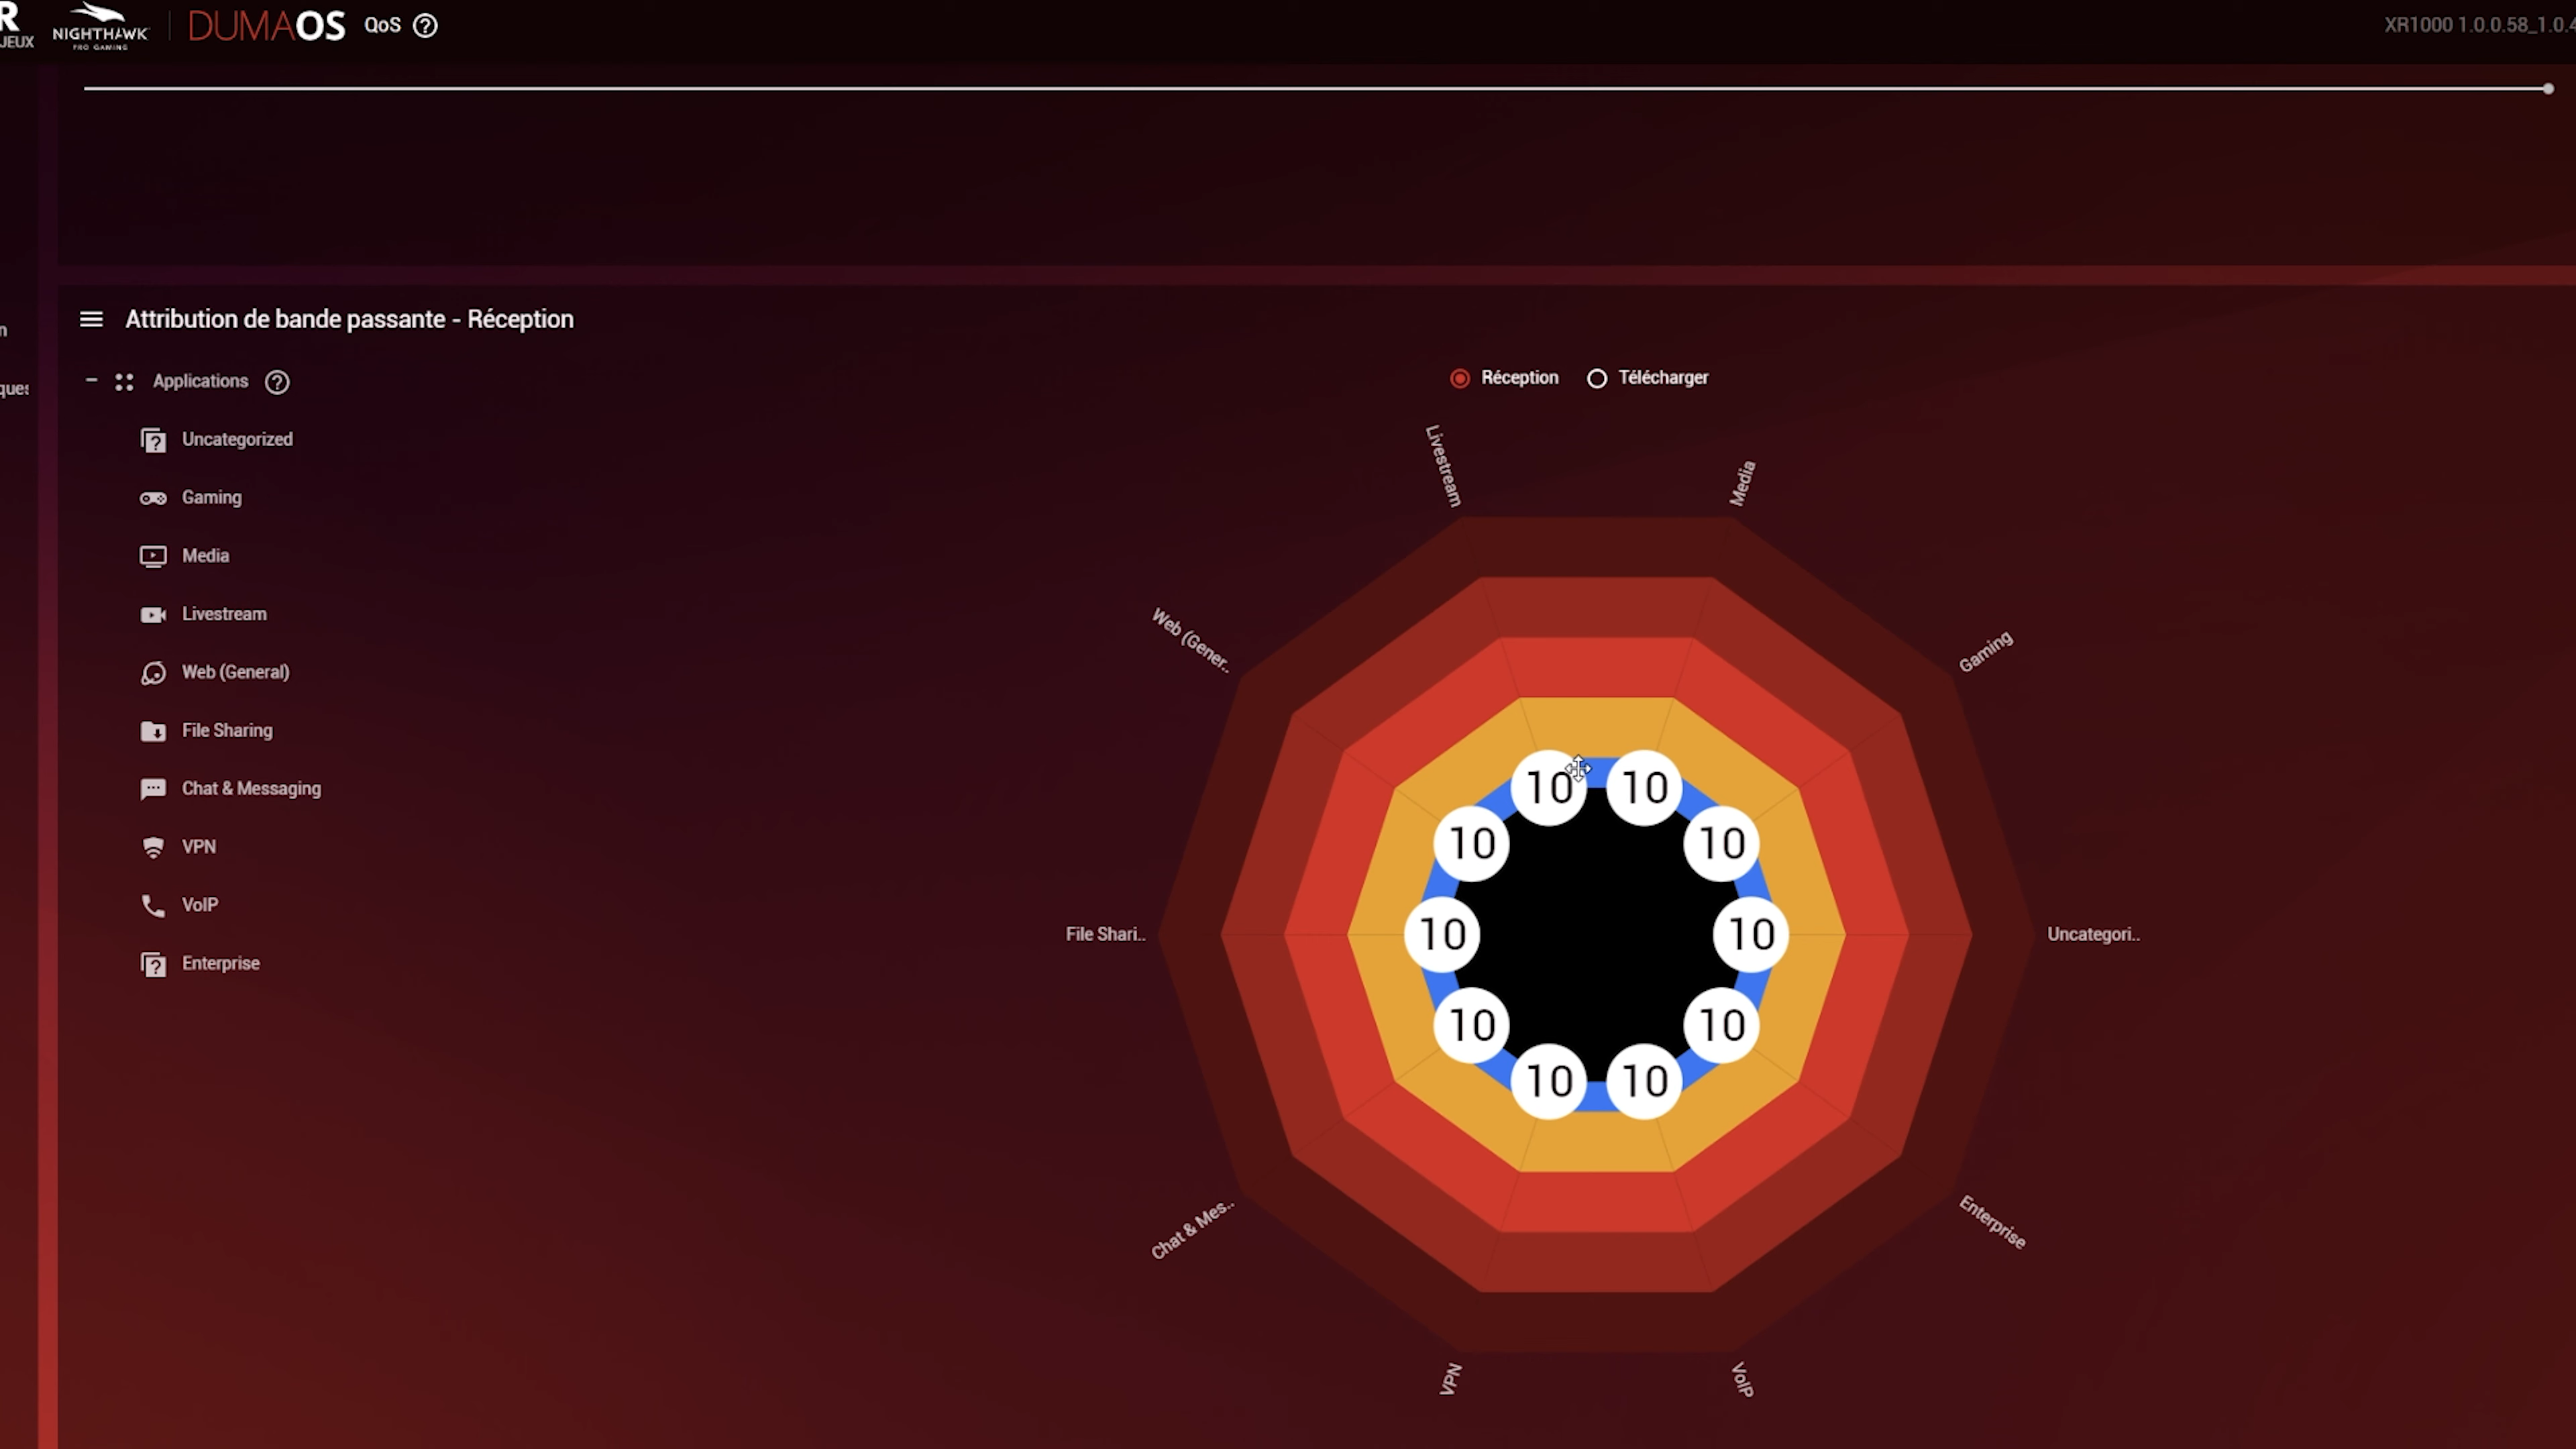 R
JEUX
NIGHTHAWK
PRO GAMING
DUMAOS
QoS ?
XR1000 1.0.0.58_1.0.4
n
ques
Attribution de bande passante - Réception
Applications ?
Réception
Télécharger
Uncategorized
Gaming
Media
Livestream
Web (General)
File Sharing
Chat & Messaging
VPN
VoIP
Enterprise
Livestream
Media
Web (Gener..
Gaming
File Shari..
Uncategori..
Chat & Mes..
Enterprise
VPN
VoIP
10
10
10
10
10
10
10
10
10
10